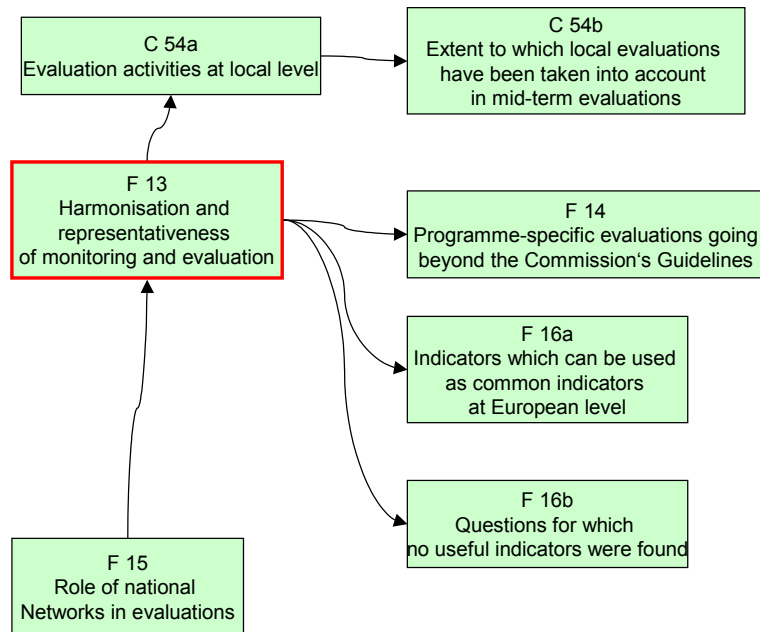 C 54a
Evaluation activities at local level
C 54b
Extent to which local evaluations
have been taken into account
in mid-term evaluations
F 13
Harmonisation and
representativeness
of monitoring and evaluation
F 14
Programme-specific evaluations going
beyond the Commission‘s Guidelines
F 16a
Indicators which can be used
as common indicators
at European level
F 16b
Questions for which
no useful indicators were found
F 15
Role of national
Networks in evaluations